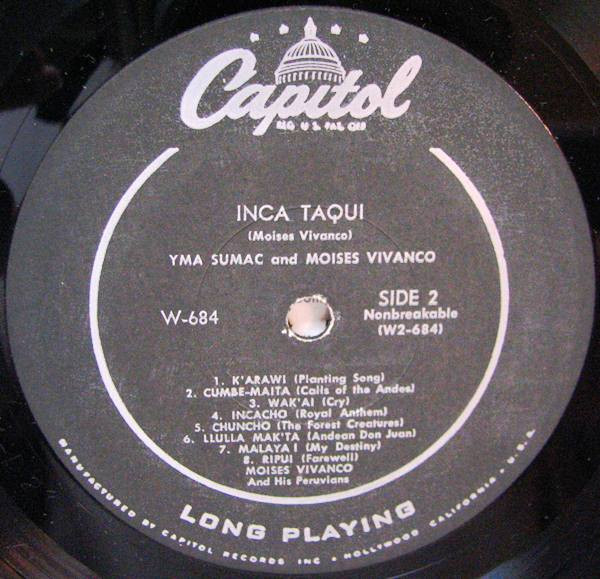 Capitol
REG. U.S. PAT. OFF.
INCA TAQUI
(Moises Vivanco)
YMA SUMAC and MOISES VIVANCO
W-684
SIDE 2
Nonbreakable
(W2-684)
1. K'ARAWI (Planting Song)
2. CUMBE-MAITA (Calls of the Andes)
3. WAK'AI (Cry)
4. INCACHO (Royal Anthem)
5. CHUNCHO (The Forest Creatures)
6. LLULLA MAK'TA (Andean Don Juan)
7. MALAYA! (My Destiny)
8. RIPUI (Farewell)
MOISES VIVANCO
And His Peruvians
LONG PLAYING
MANUFACTURED BY CAPITOL RECORDS INC • HOLLYWOOD CALIFORNIA • U.S.A.